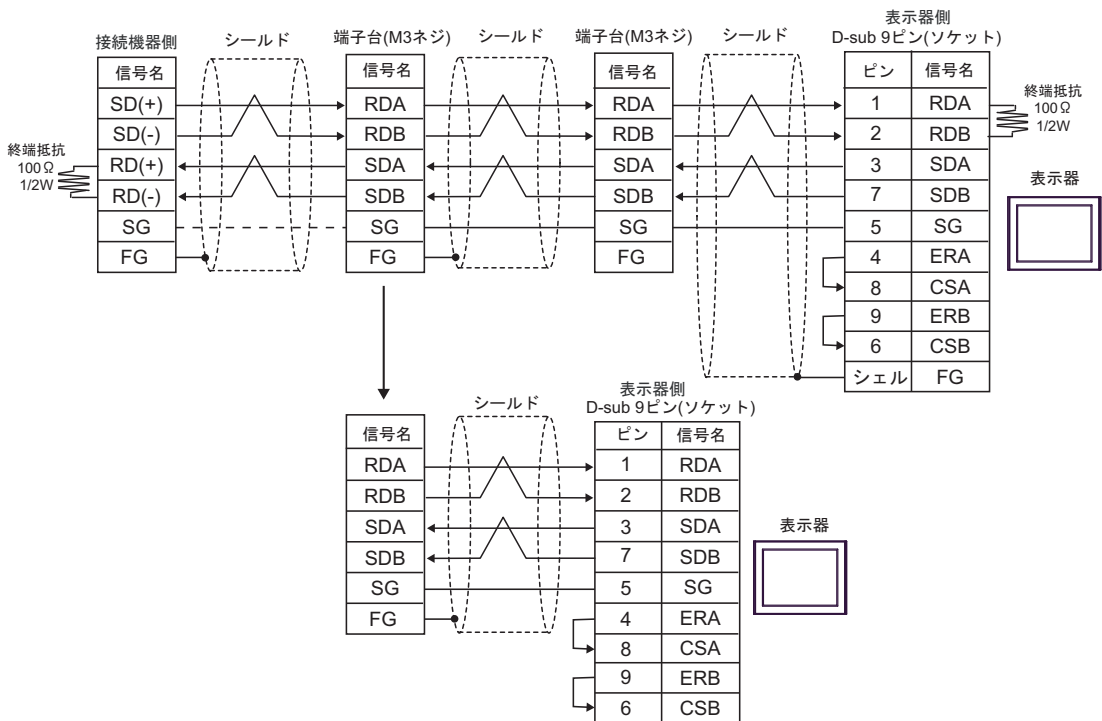 接続機器側
信号名
SD(+)
SD(-)
RD(+)
RD(-)
SG
FG
終端抵抗
100Ω
1/2W
シールド
端子台(M3ネジ)
信号名
RDA
RDB
SDA
SDB
SG
FG
シールド
端子台(M3ネジ)
信号名
RDA
RDB
SDA
SDB
SG
FG
シールド
表示器側
D-sub 9ピン(ソケット)
ピン 信号名
1 RDA
2 RDB
3 SDA
7 SDB
5 SG
4 ERA
8 CSA
9 ERB
6 CSB
シェル FG
終端抵抗
100Ω
1/2W
表示器
信号名
RDA
RDB
SDA
SDB
SG
FG
シールド
表示器側
D-sub 9ピン(ソケット)
ピン 信号名
1 RDA
2 RDB
3 SDA
7 SDB
5 SG
4 ERA
8 CSA
9 ERB
6 CSB
表示器